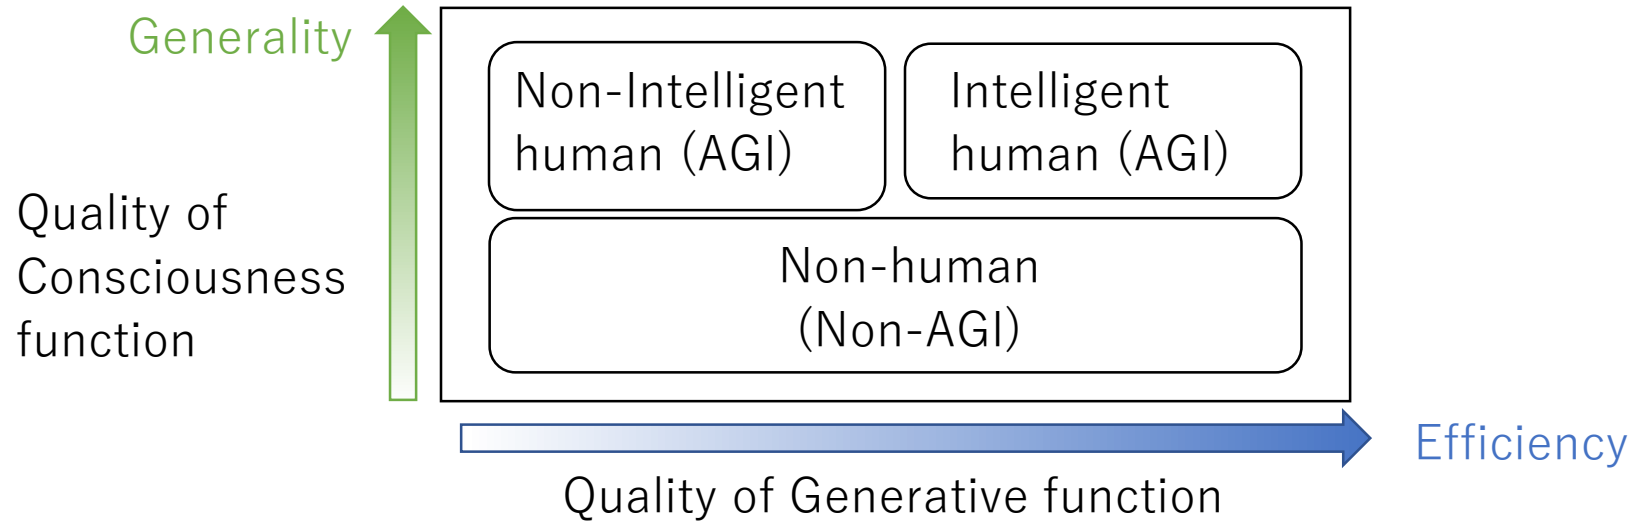 Generality
Non-Intelligent
human (AGI)
Intelligent
human (AGI)
Quality of
Consciousness
function
Non-human
(Non-AGI)
Efficiency
Quality of Generative function